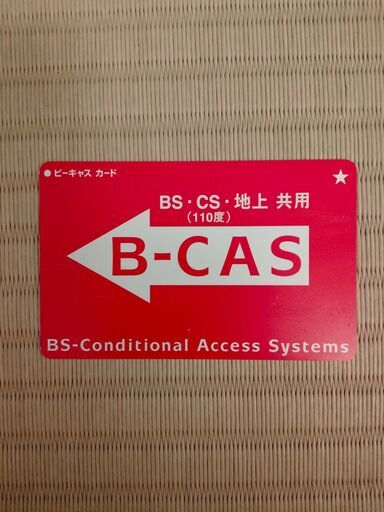 ●ビーキャス カード ★
BS・CS・地上 共用
(110度)
B-CAS
BS-Conditional Access Systems